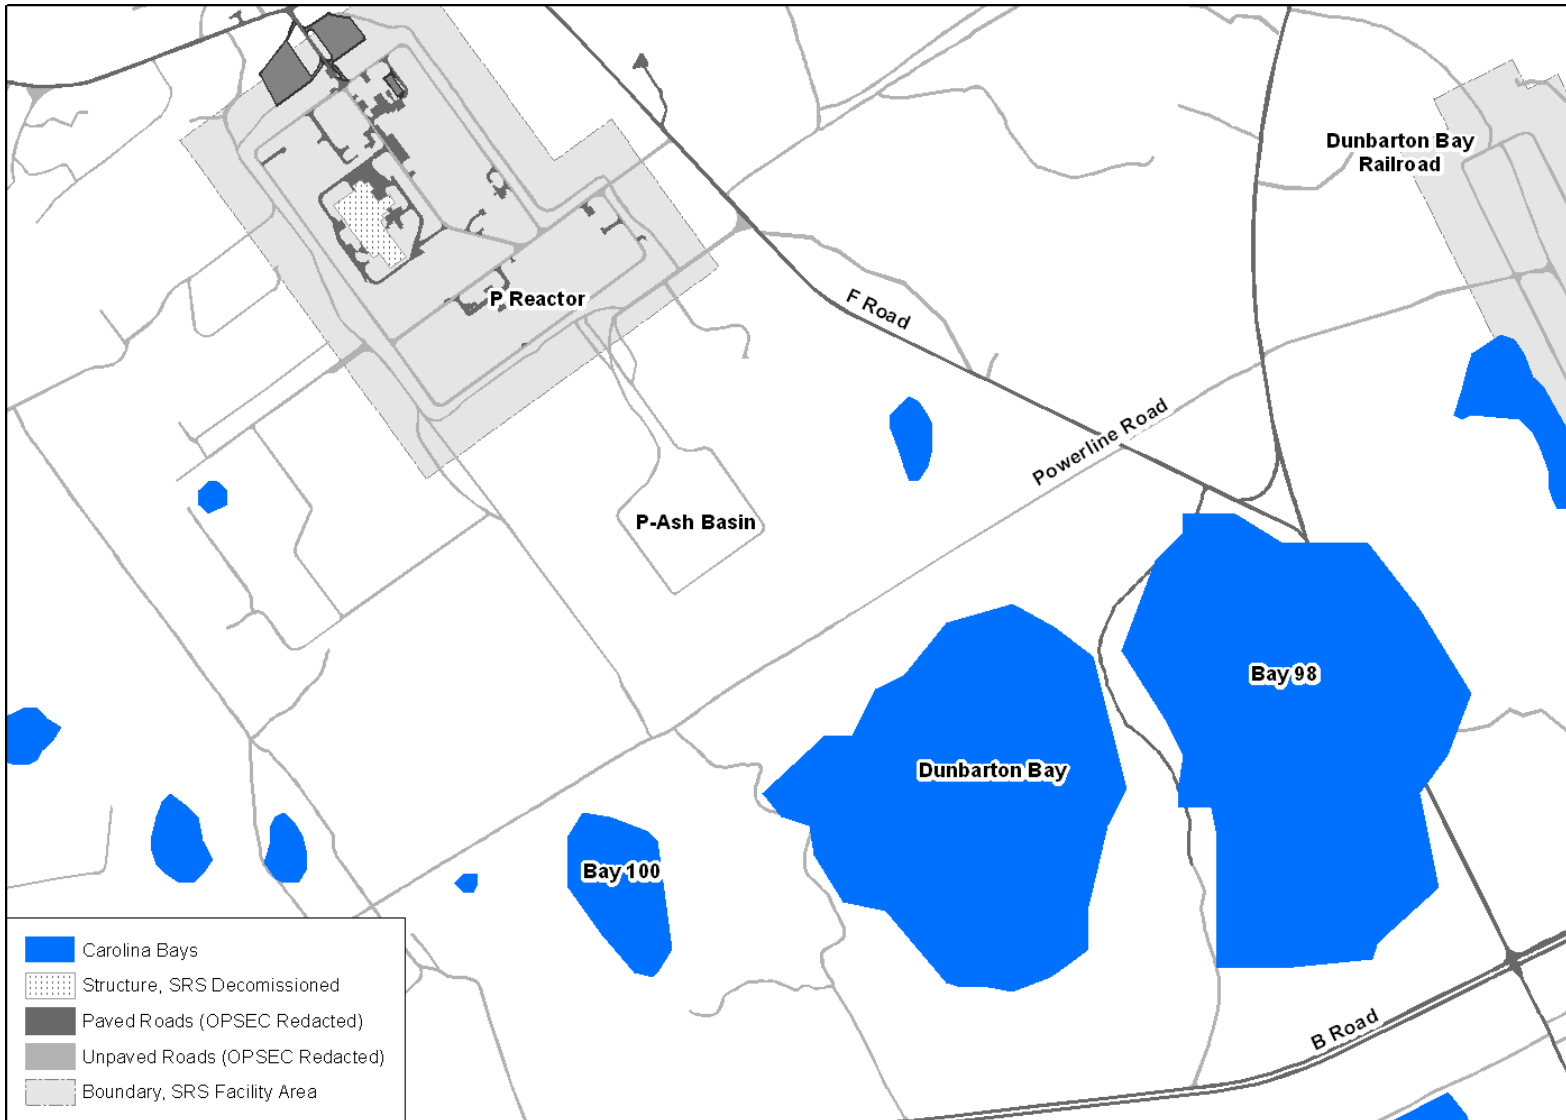 Dunbarton Bay
Railroad
P Reactor
F Road
Powerline Road
P-Ash Basin
Bay 98
Dunbarton Bay
Bay 100
B Road
Carolina Bays
Structure, SRS Decomissioned
Paved Roads (OPSEC Redacted)
Unpaved Roads (OPSEC Redacted)
Boundary, SRS Facility Area